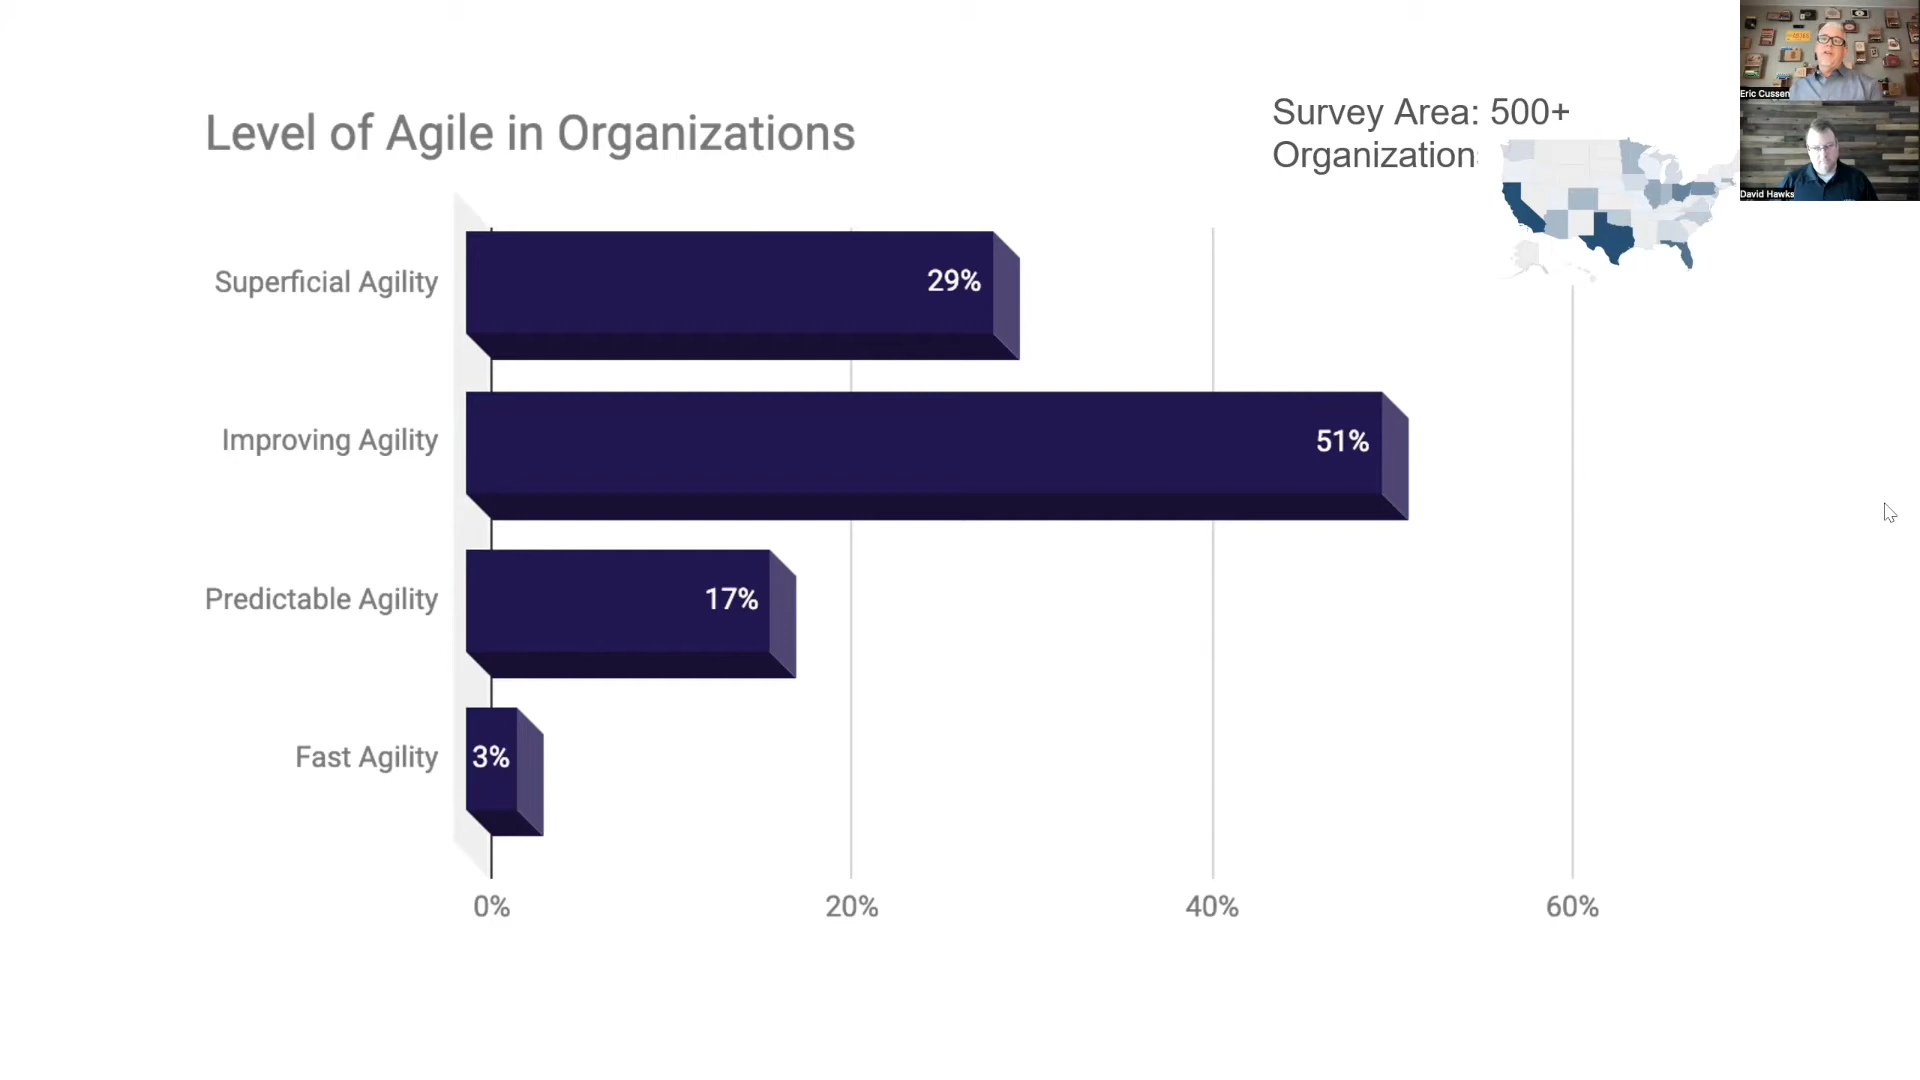 Level of Agile in Organizations
Survey Area: 500+
Organization
Eric Cussen
David Hawks
Superficial Agility
29%
Improving Agility
51%
Predictable Agility
17%
Fast Agility
3%
0%
20%
40%
60%